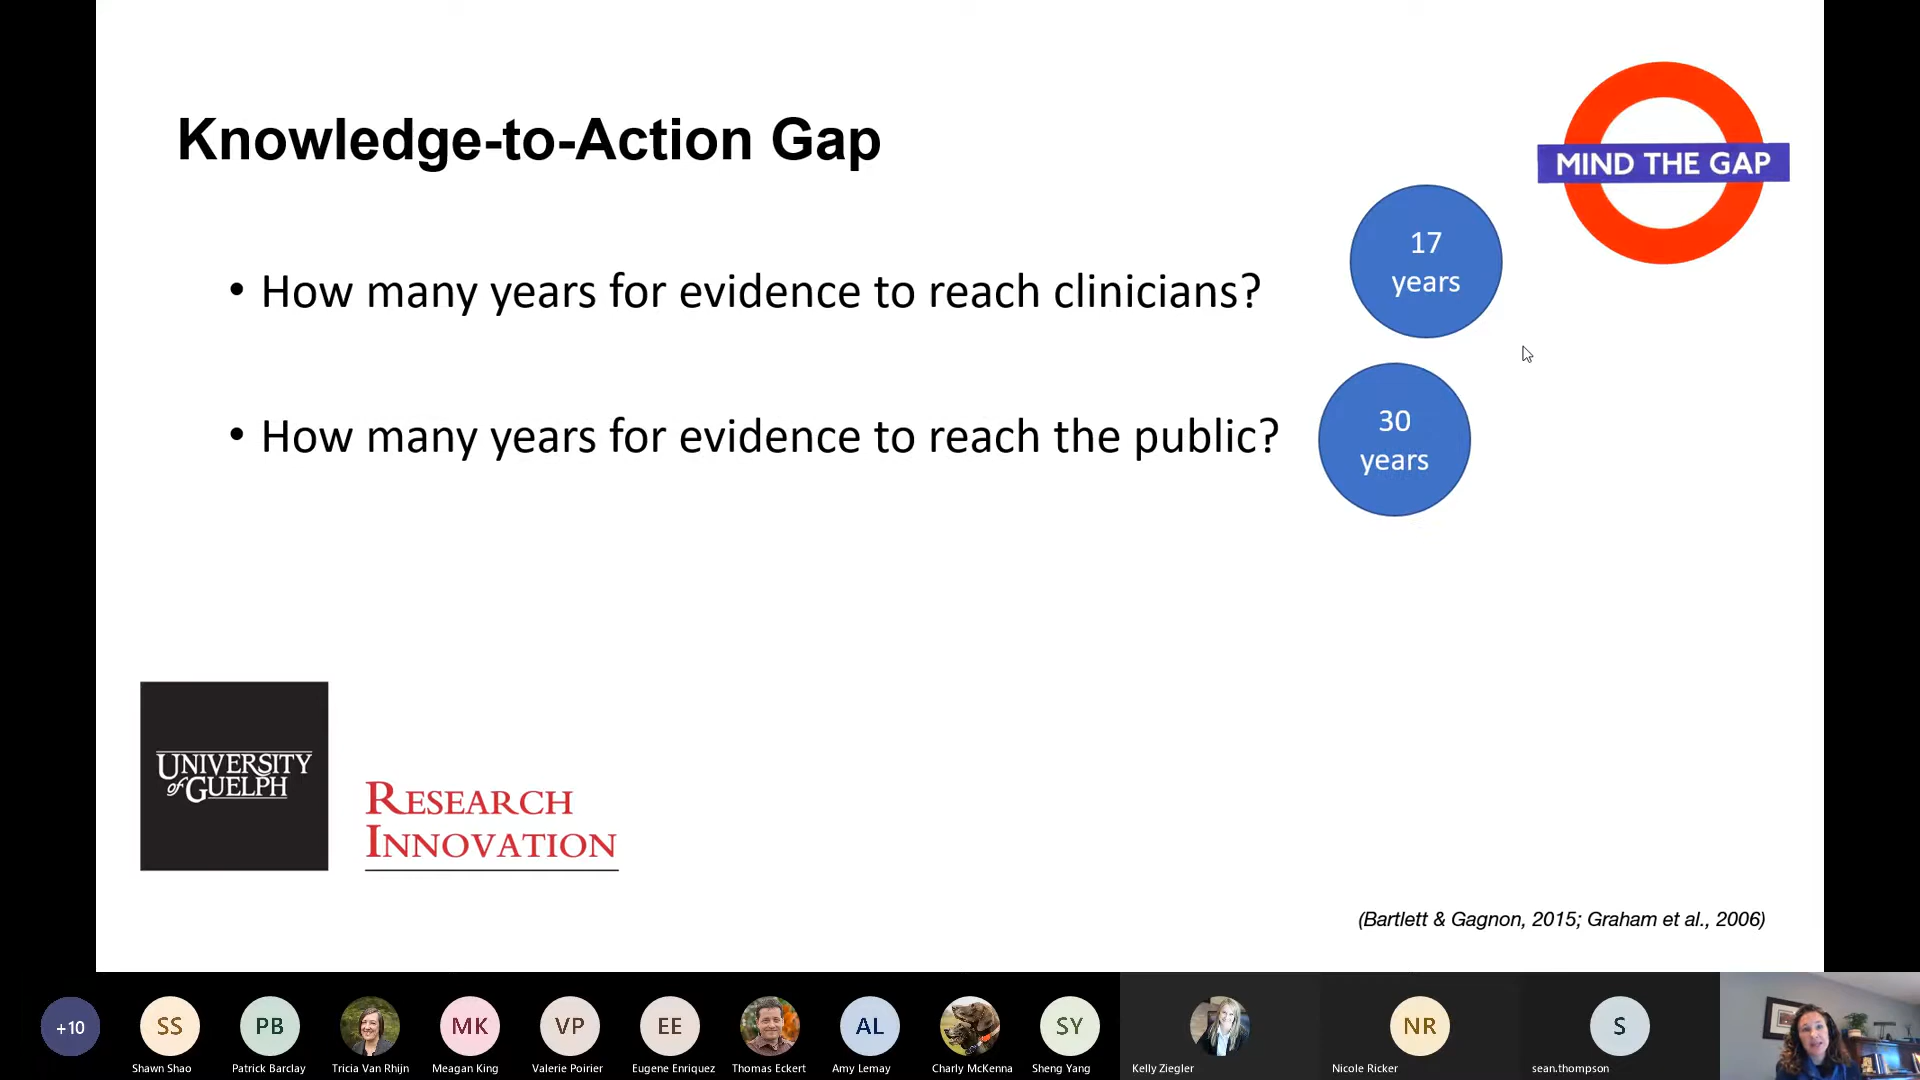 Knowledge-to-Action Gap
MIND THE GAP
• How many years for evidence to reach clinicians?
17
years
• How many years for evidence to reach the public?
30
years
UNIVERSITY
of GUELPH
RESEARCH
INNOVATION
(Bartlett & Gagnon, 2015; Graham et al., 2006)
+10
SS
PB
MK
VP
EE
AL
SY
NR
S
Shawn Shao
Patrick Barclay
Tricia Van Rhijn
Meagan King
Valerie Poirier
Eugene Enriquez
Thomas Eckert
Amy Lemay
Charly McKenna
Sheng Yang
Kelly Ziegler
Nicole Ricker
sean.thompson